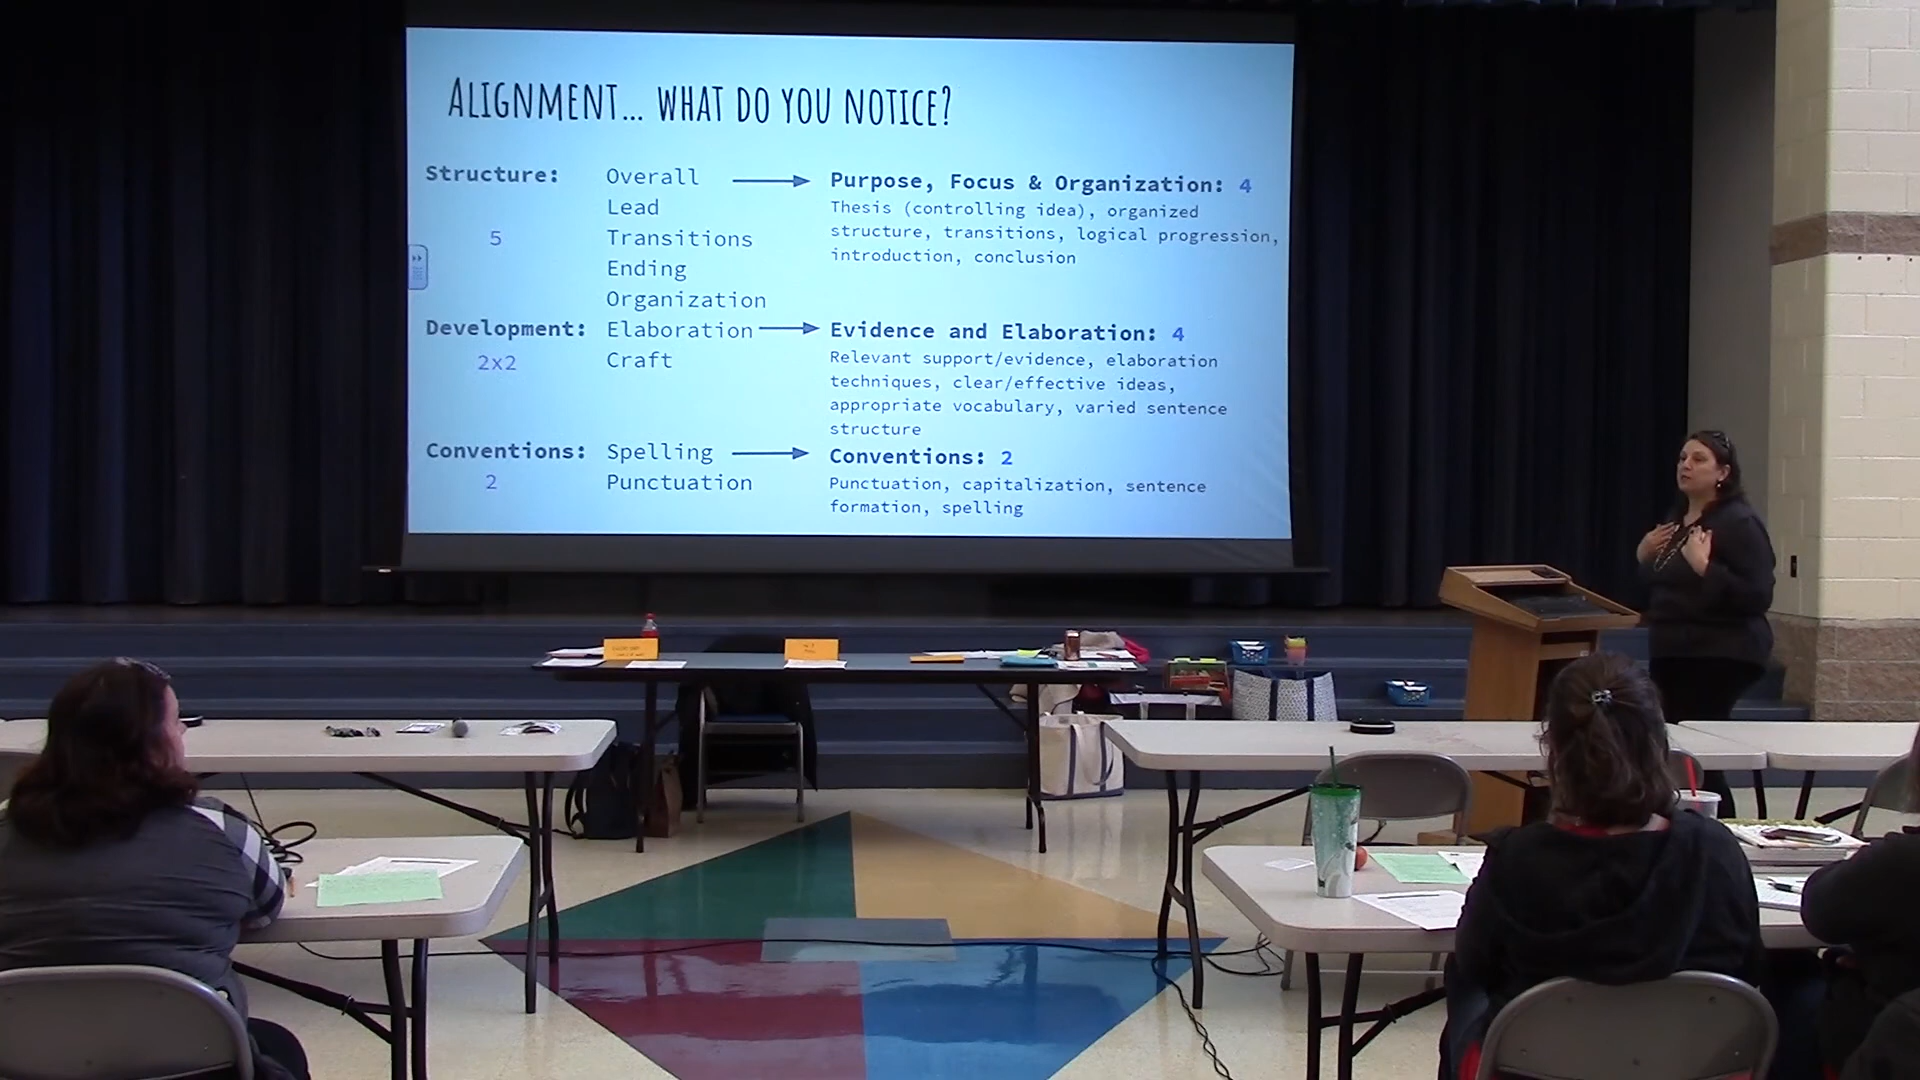 ALIGNMENT... WHAT DO YOU NOTICE?
Structure:
5
Overall
Lead
Transitions
Ending
Organization
Purpose, Focus & Organization: 4
Thesis (controlling idea), organized
structure, transitions, logical progression,
introduction, conclusion
Development:
2x2
Elaboration
Craft
Evidence and Elaboration: 4
Relevant support/evidence, elaboration
techniques, clear/effective ideas,
appropriate vocabulary, varied sentence
structure
Conventions:
2
Spelling
Punctuation
Conventions: 2
Punctuation, capitalization, sentence
formation, spelling